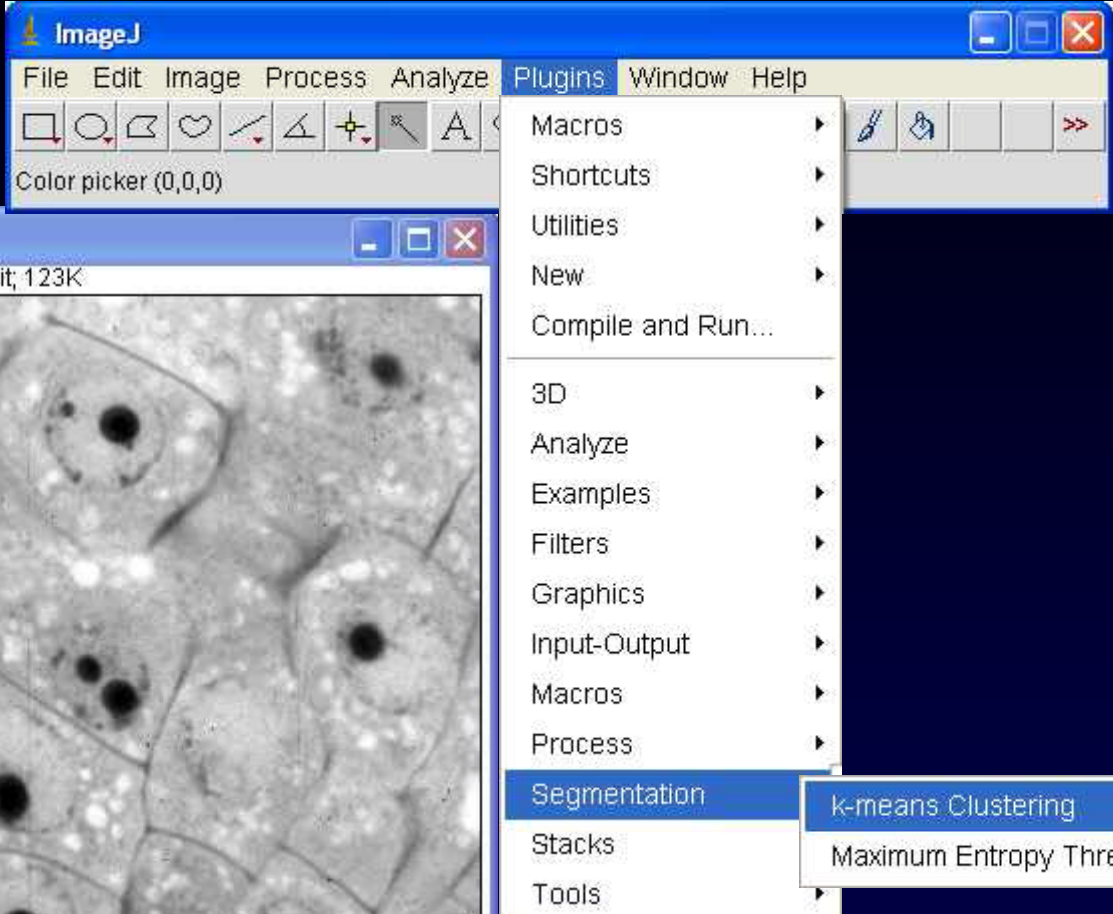 ImageJ
File Edit Image Process Analyze Plugins Window Help
A
>>
Color picker (0,0,0)
it; 123K
Macros
Shortcuts
Utilities
New
Compile and Run...
3D
Analyze
Examples
Filters
Graphics
Input-Output
Macros
Process
Segmentation
k-means Clustering
Maximum Entropy Thre
Stacks
Tools